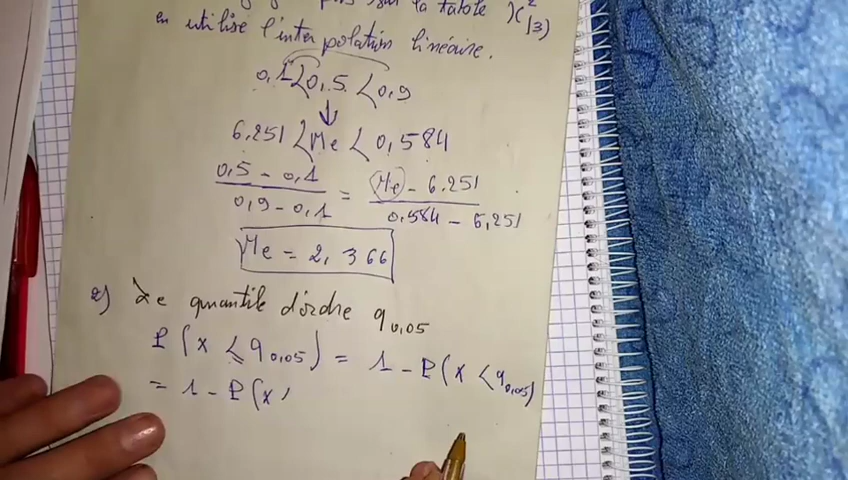 sur la table χ²(3)
en utilise l'interpolation linéaire.
0,1 < 0,5 < 0,9
↓
6.251 < Me < 0,584
0,5 - 0,1 / 0,9 - 0,1 = Me - 6.251 / 0,584 - 6,251
Me = 2,366
2) Le quantile d'ordre q0,05
P(X ≤ q0,05) = 1 - P(X < q0,05)
= 1 - P(X